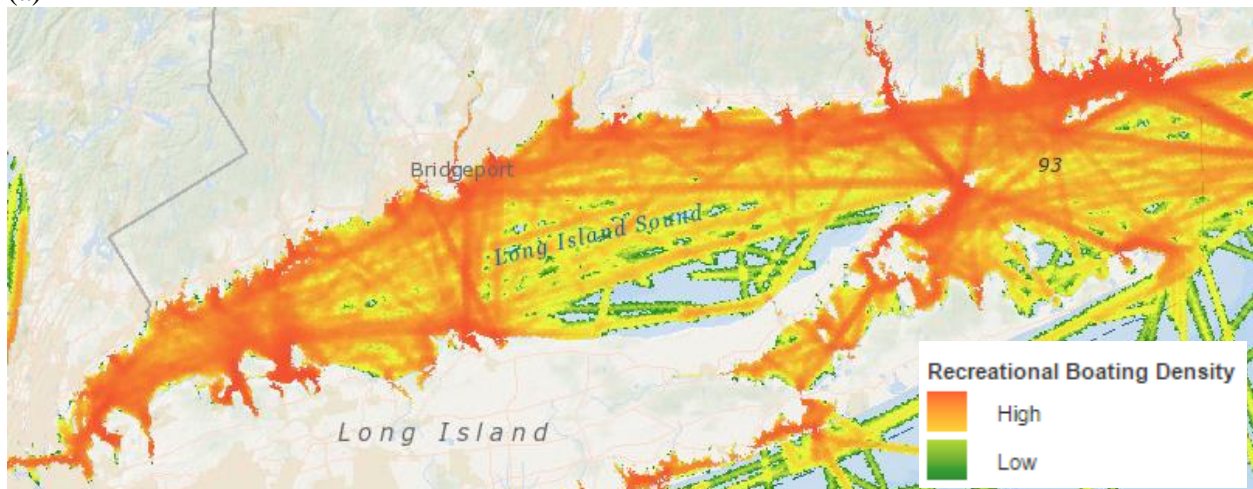 Bridgeport
93
Long Island Sound
Long Island
Recreational Boating Density
High
Low